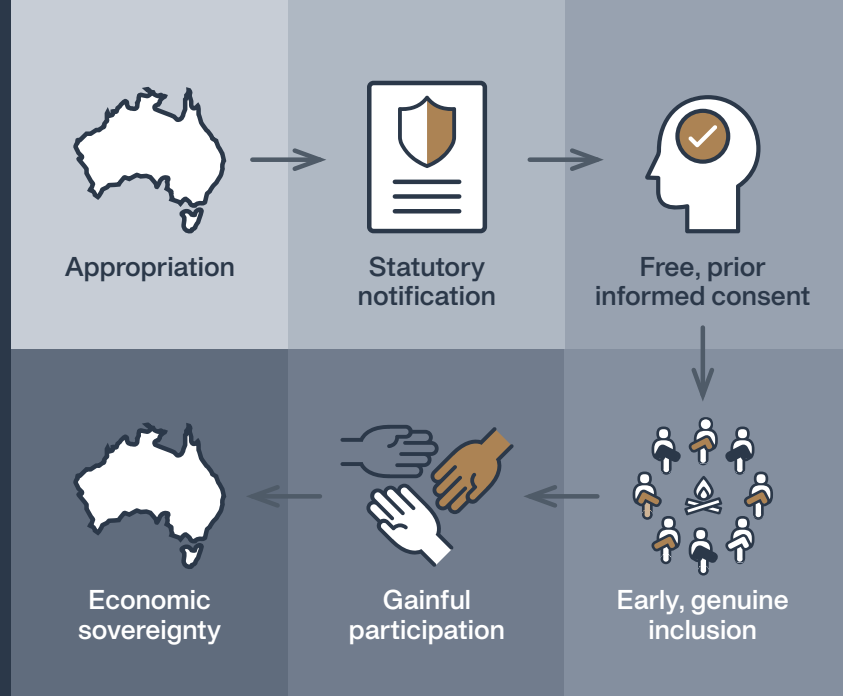 Appropriation
Statutory
notification
Free, prior
informed consent
Early, genuine
inclusion
Gainful
participation
Economic
sovereignty